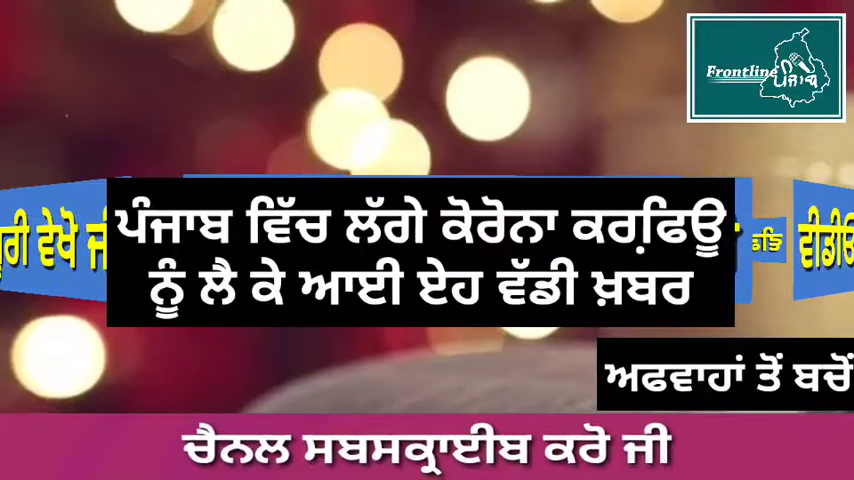 Frontline ਪੰਜਾਬ
ਪੰਜਾਬ ਵਿੱਚ ਲੱਗੇ ਕੋਰੋਨਾ ਕਰਫਿਊ
ਨੂੰ ਲੈ ਕੇ ਆਈ ਏਹ ਵੱਡੀ ਖ਼ਬਰ
ਵੇਖੋ
ਅਫਵਾਹਾਂ ਤੋਂ ਬਚੋਂ
ਚੈਨਲ ਸਬਸਕ੍ਰਾਈਬ ਕਰੋ ਜੀ